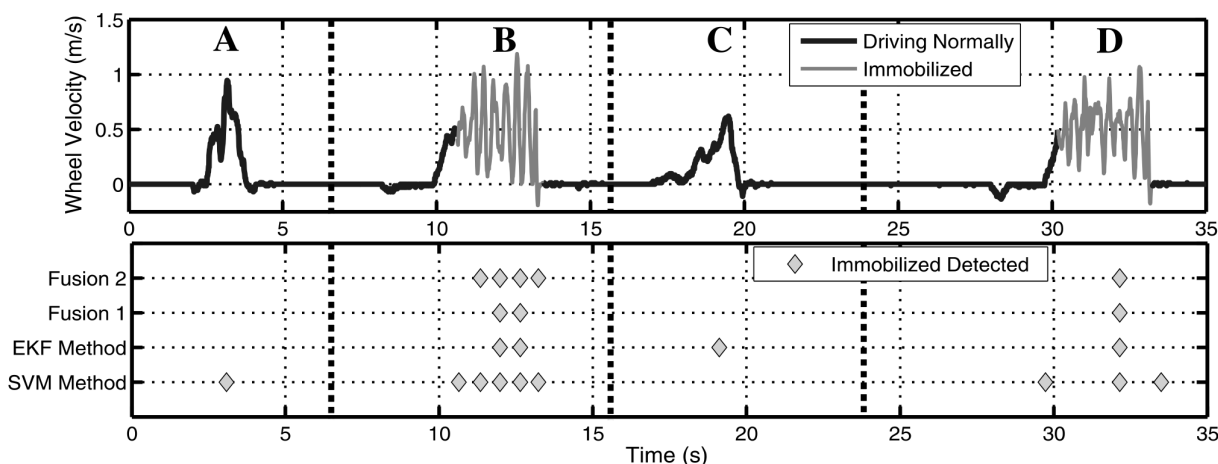 1.5
A
B
C
D
Driving Normally
Immobilized
1
0.5
0
Wheel Velocity (m/s)
0 5 10 15 20 25 30 35
Immobilized Detected
Fusion 2
Fusion 1
EKF Method
SVM Method
0 5 10 15 20 25 30 35
Time (s)